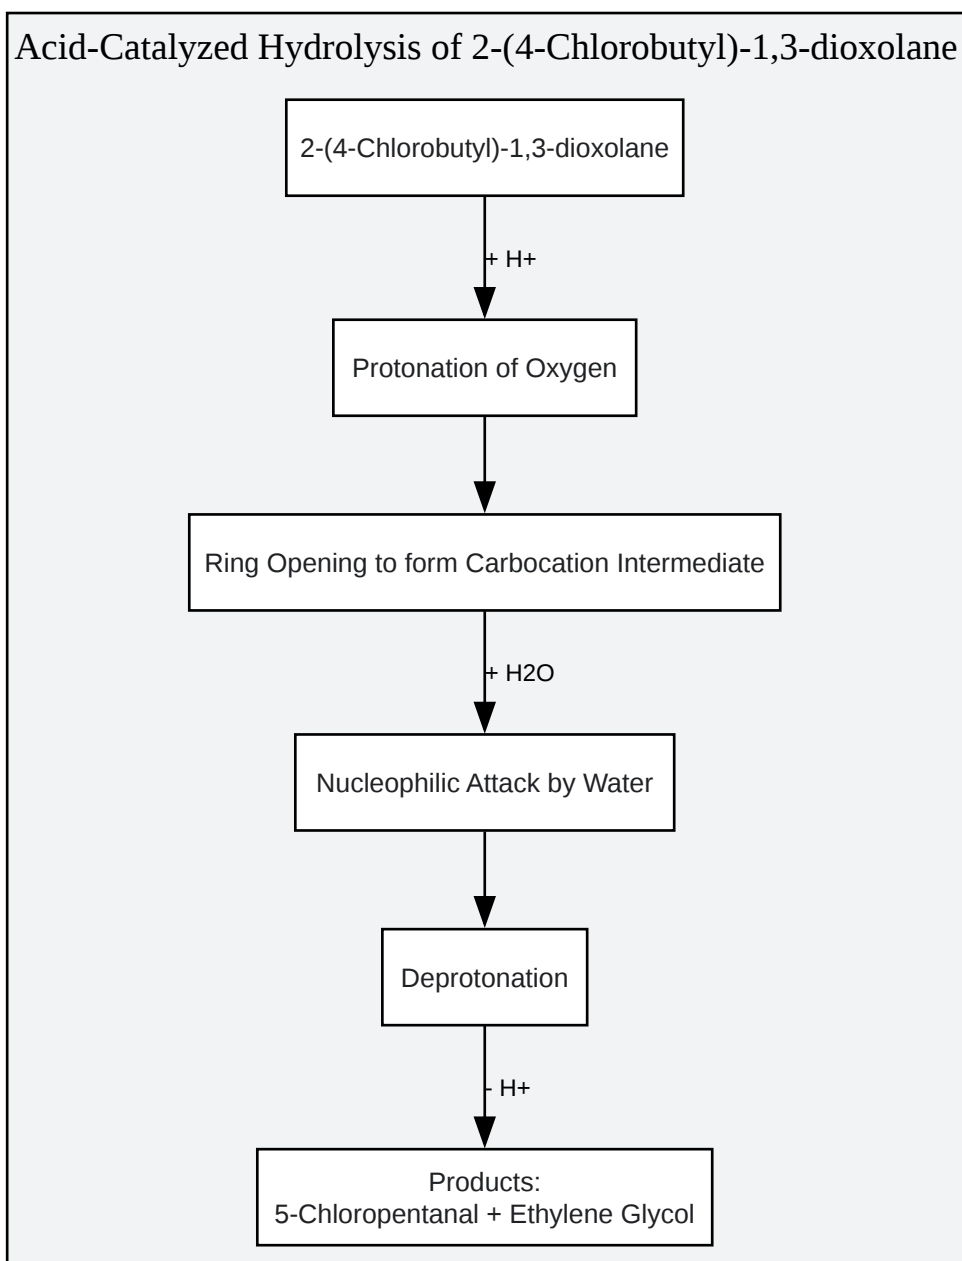 Acid-Catalyzed Hydrolysis of 2-(4-Chlorobutyl)-1,3-dioxolane
2-(4-Chlorobutyl)-1,3-dioxolane
+ H+
Protonation of Oxygen
Ring Opening to form Carbocation Intermediate
+ H2O
Nucleophilic Attack by Water
Deprotonation
- H+
Products:
5-Chloropentanal + Ethylene Glycol